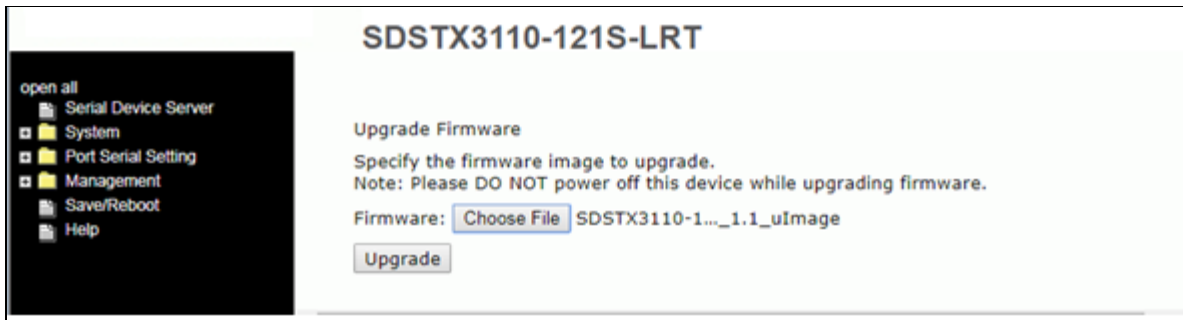 SDSTX3110-121S-LRT
open all
Serial Device Server
System
Port Serial Setting
Management
Save/Reboot
Help
Upgrade Firmware
Specify the firmware image to upgrade.
Note: Please DO NOT power off this device while upgrading firmware.
Firmware: Choose File SDSTX3110-1..._1.1_uImage
Upgrade